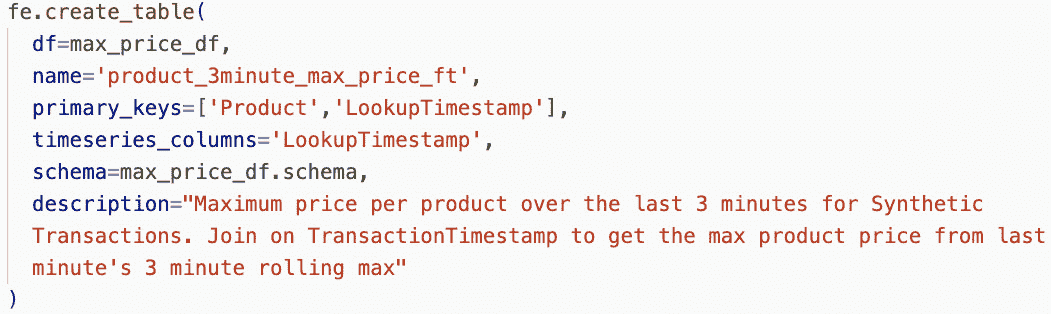 fe.create_table(
  df=max_price_df,
  name='product_3minute_max_price_ft',
  primary_keys=['Product','LookupTimestamp'],
  timeseries_columns='LookupTimestamp',
  schema=max_price_df.schema,
  description="Maximum price per product over the last 3 minutes for Synthetic
  Transactions. Join on TransactionTimestamp to get the max product price from last
  minute's 3 minute rolling max"
)